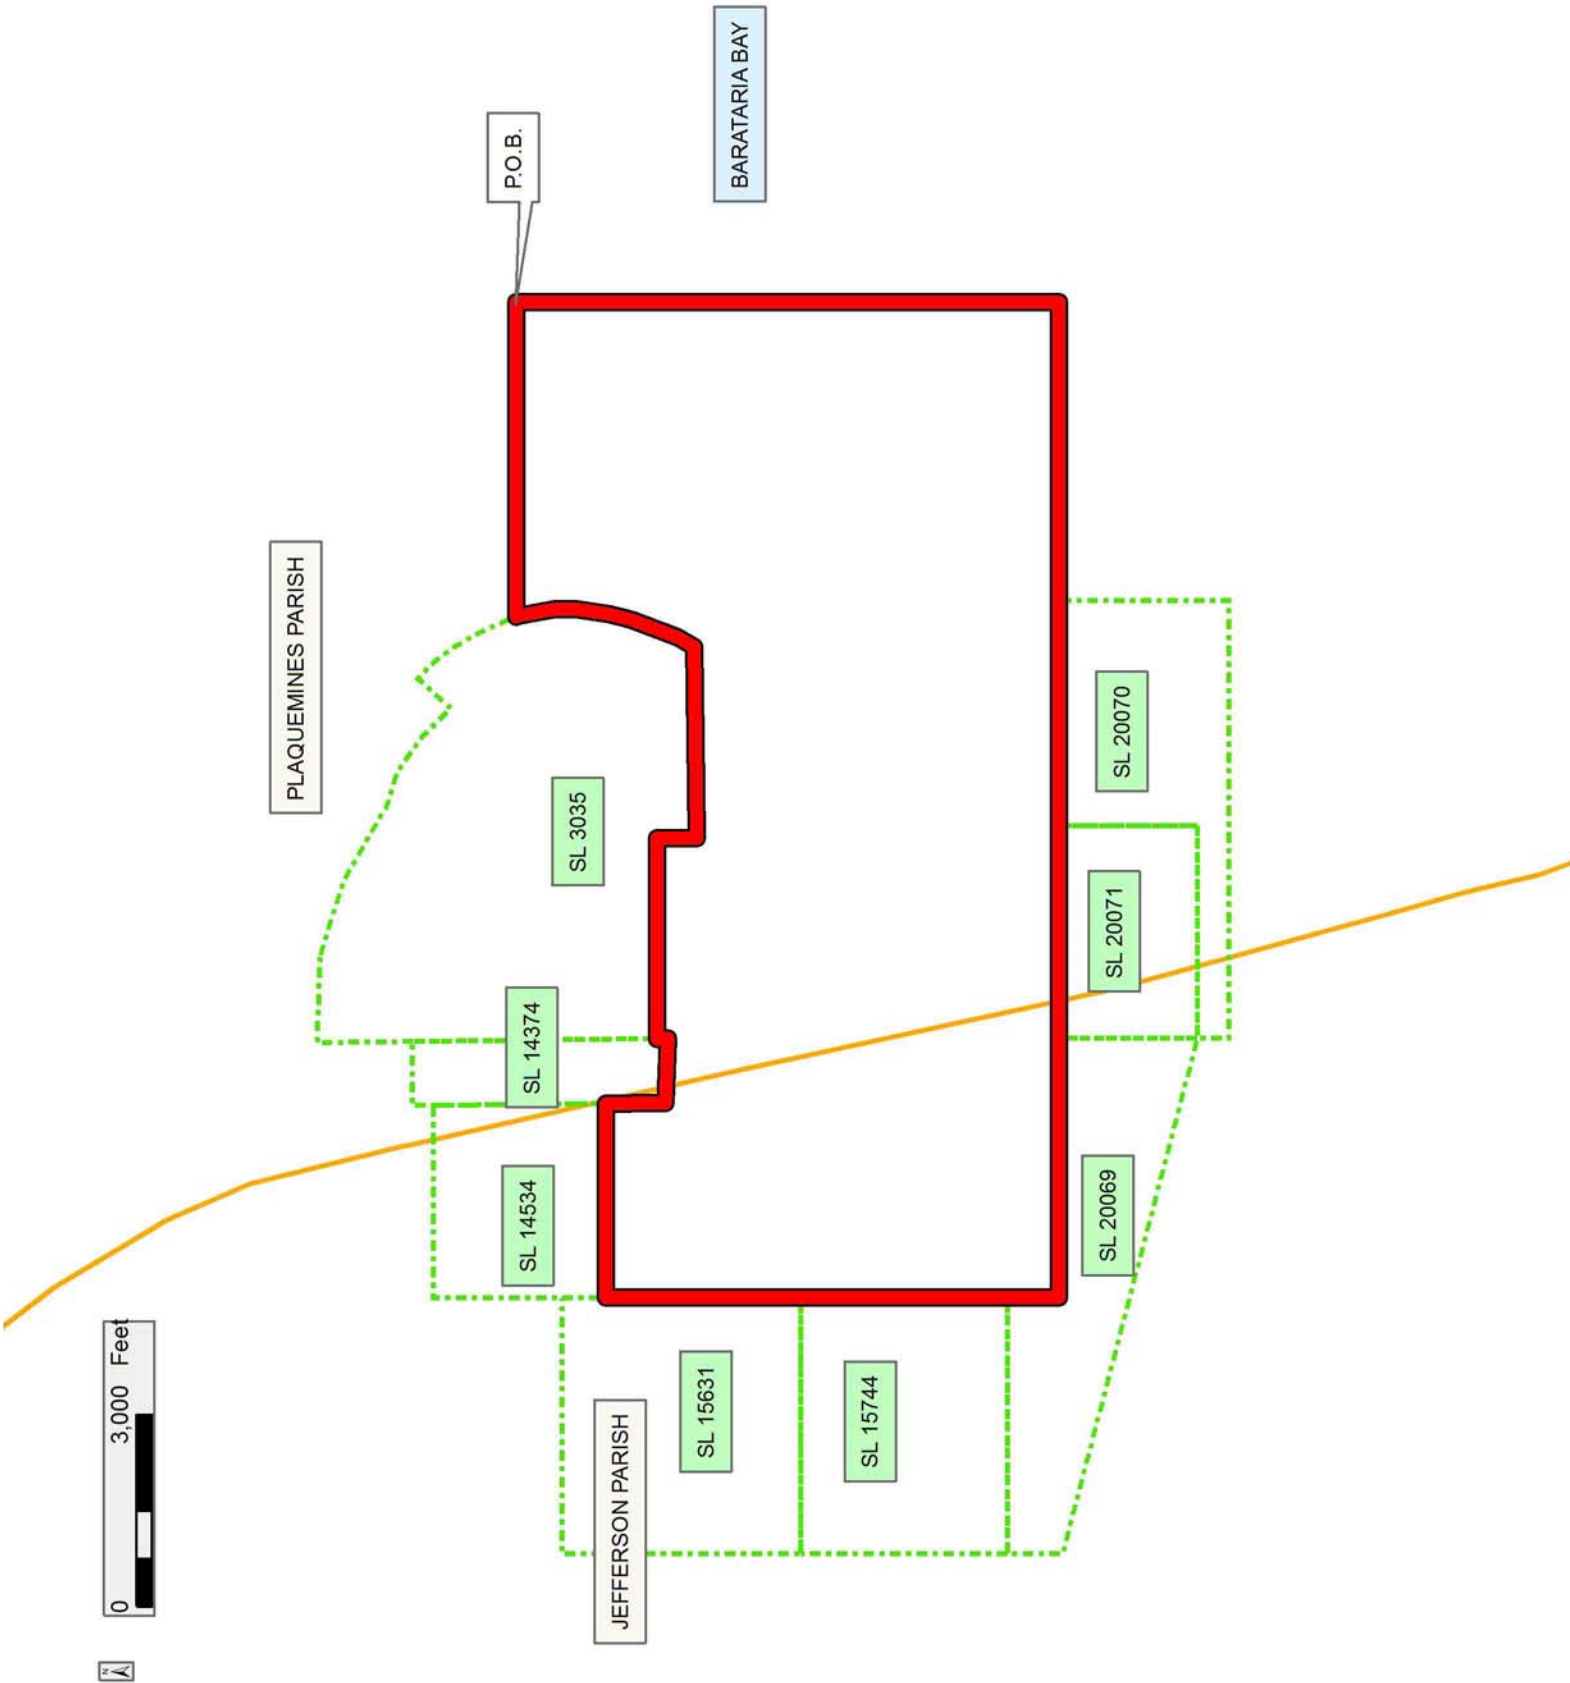 N
0 3,000 Feet
PLAQUEMINES PARISH
SL 14534
SL 14374
P.O.B.
SL 3035
JEFFERSON PARISH
SL 15631
BARATARIA BAY
SL 15744
SL 20069
SL 20071
SL 20070